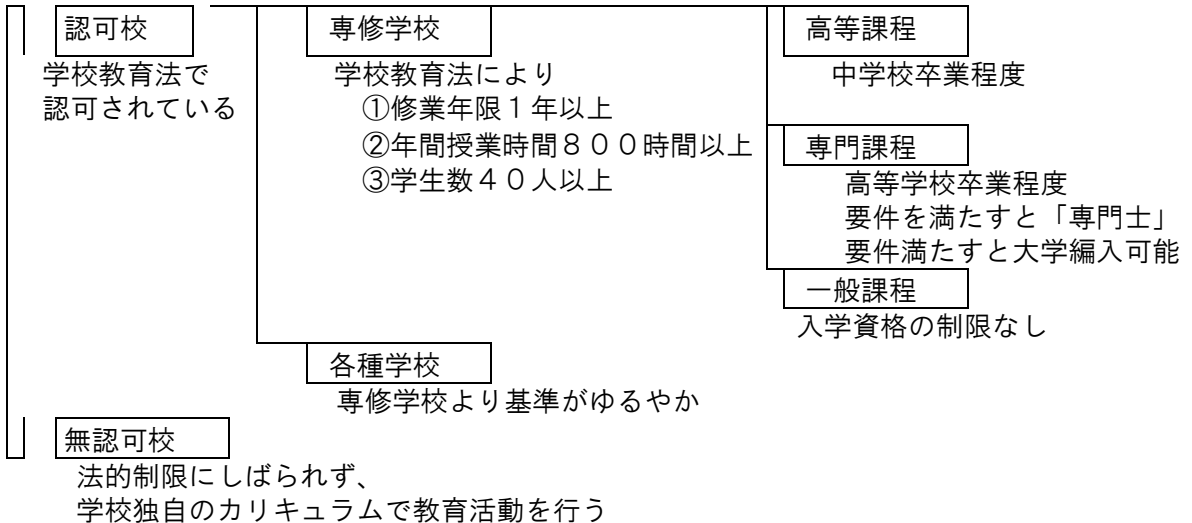 認可校
学校教育法で
認可されている
専修学校
学校教育法により
①修業年限１年以上
②年間授業時間８００時間以上
③学生数４０人以上
高等課程
中学校卒業程度
専門課程
高等学校卒業程度
要件を満たすと「専門士」
要件満たすと大学編入可能
一般課程
入学資格の制限なし
各種学校
専修学校より基準がゆるやか
無認可校
法的制限にしばられず、
学校独自のカリキュラムで教育活動を行う